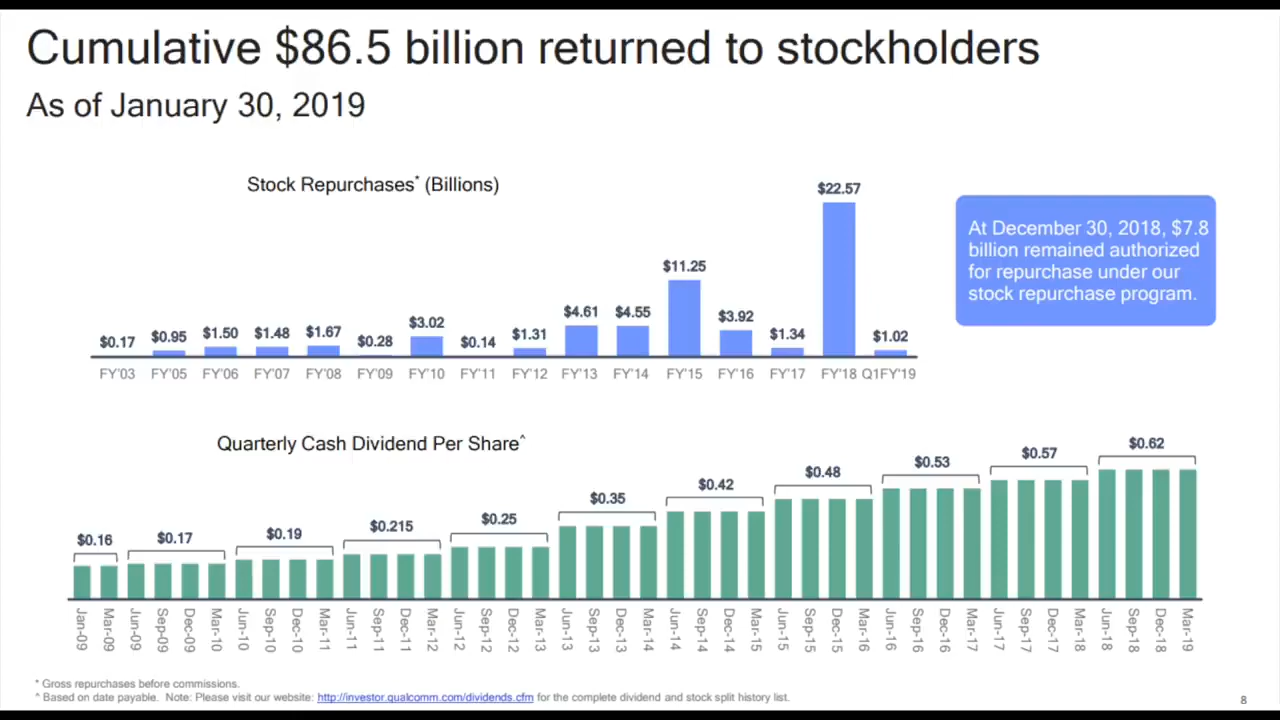 Cumulative $86.5 billion returned to stockholders
As of January 30, 2019
Stock Repurchases* (Billions)
$0.17 $0.95 $1.50 $1.48 $1.67 $0.28 $3.02 $0.14 $1.31 $4.61 $4.55 $11.25 $3.92 $1.34 $22.57 $1.02
FY'03 FY'05 FY'06 FY'07 FY'08 FY'09 FY'10 FY'11 FY'12 FY'13 FY'14 FY'15 FY'16 FY'17 FY'18 Q1FY'19
At December 30, 2018, $7.8
billion remained authorized
for repurchase under our
stock repurchase program.
Quarterly Cash Dividend Per Share^
$0.16 $0.17 $0.19 $0.215 $0.25 $0.35 $0.42 $0.48 $0.53 $0.57 $0.62
Jan-09 Mar-09 Jun-09 Sep-09 Dec-09 Mar-10 Jun-10 Sep-10 Dec-10 Mar-11 Jun-11 Sep-11 Dec-11 Mar-12 Jun-12 Sep-12 Dec-12 Mar-13 Jun-13 Sep-13 Dec-13 Mar-14 Jun-14 Sep-14 Dec-14 Mar-15 Jun-15 Sep-15 Dec-15 Mar-16 Jun-16 Sep-16 Dec-16 Mar-17 Jun-17 Sep-17 Dec-17 Mar-18 Jun-18 Sep-18 Dec-18 Mar-19
* Gross repurchases before commissions.
^ Based on date payable. Note: Please visit our website: http://investor.qualcomm.com/dividends.cfm for the complete dividend and stock split history list.
8